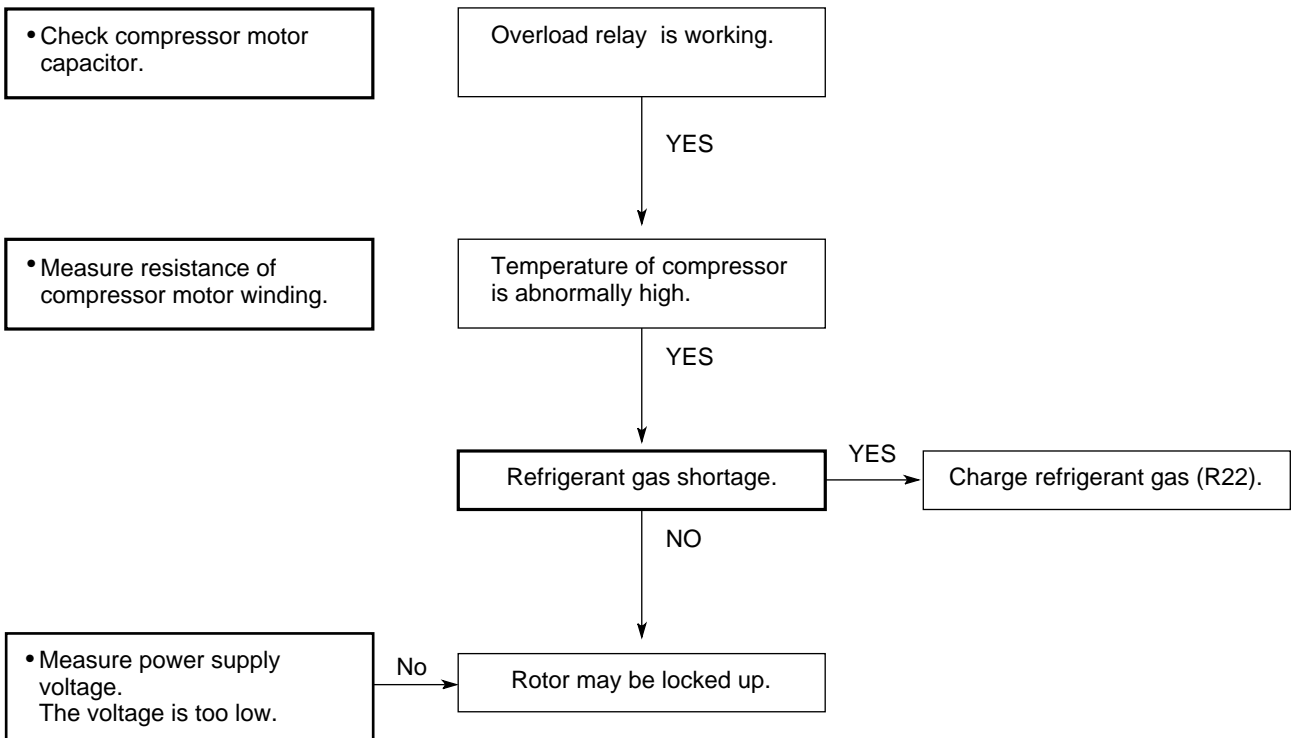 • Check compressor motor
capacitor.
Overload relay is working.
YES
• Measure resistance of
compressor motor winding.
Temperature of compressor
is abnormally high.
YES
Refrigerant gas shortage.
YES
Charge refrigerant gas (R22).
NO
• Measure power supply
voltage.
The voltage is too low.
No
Rotor may be locked up.